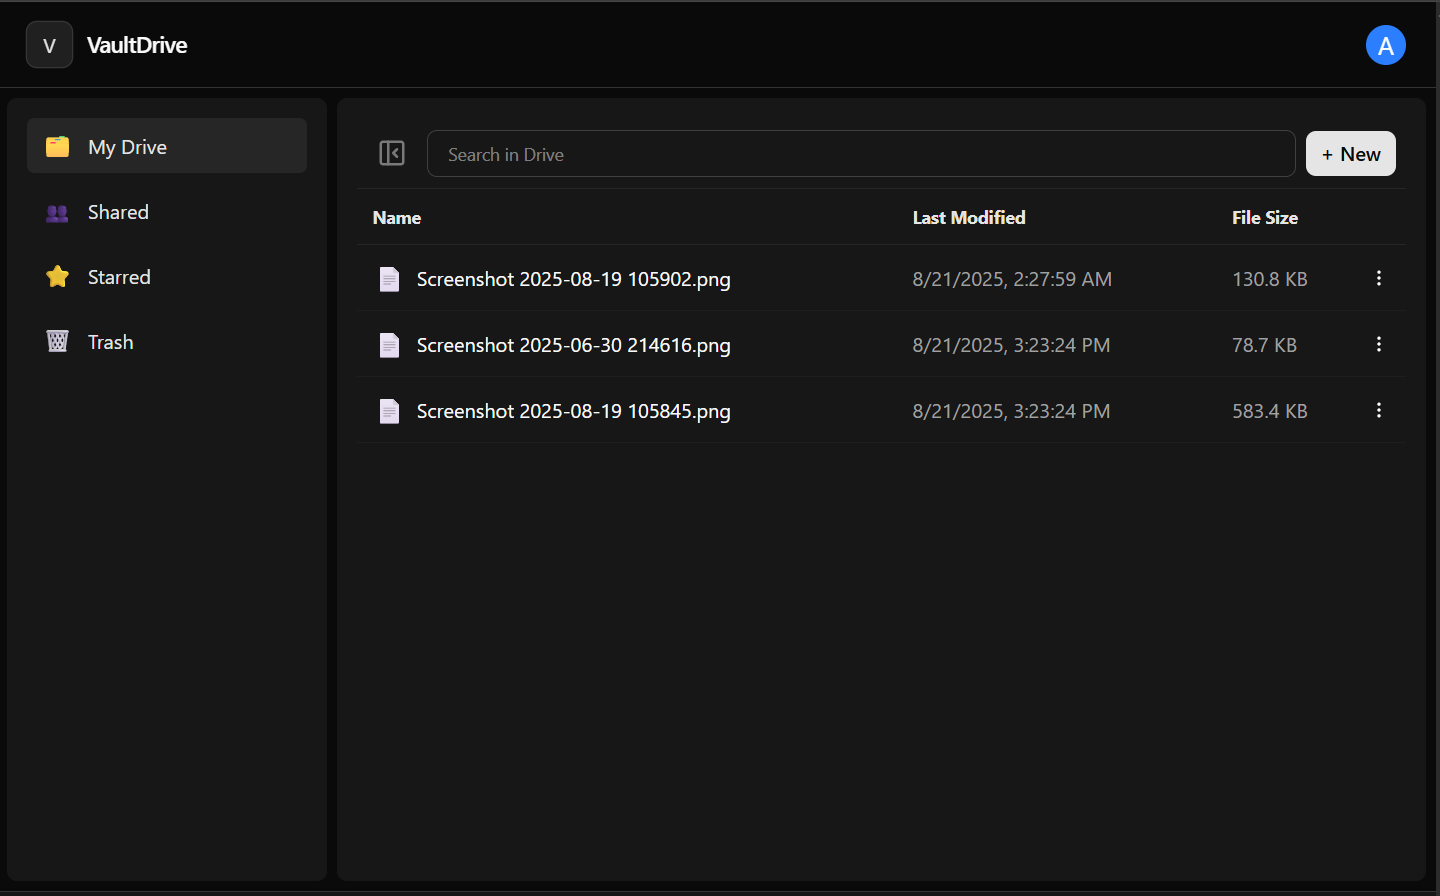 V VaultDrive A
My Drive
Shared
Starred
Trash
Search in Drive
+ New
Name Last Modified File Size
Screenshot 2025-08-19 105902.png 8/21/2025, 2:27:59 AM 130.8 KB
Screenshot 2025-06-30 214616.png 8/21/2025, 3:23:24 PM 78.7 KB
Screenshot 2025-08-19 105845.png 8/21/2025, 3:23:24 PM 583.4 KB